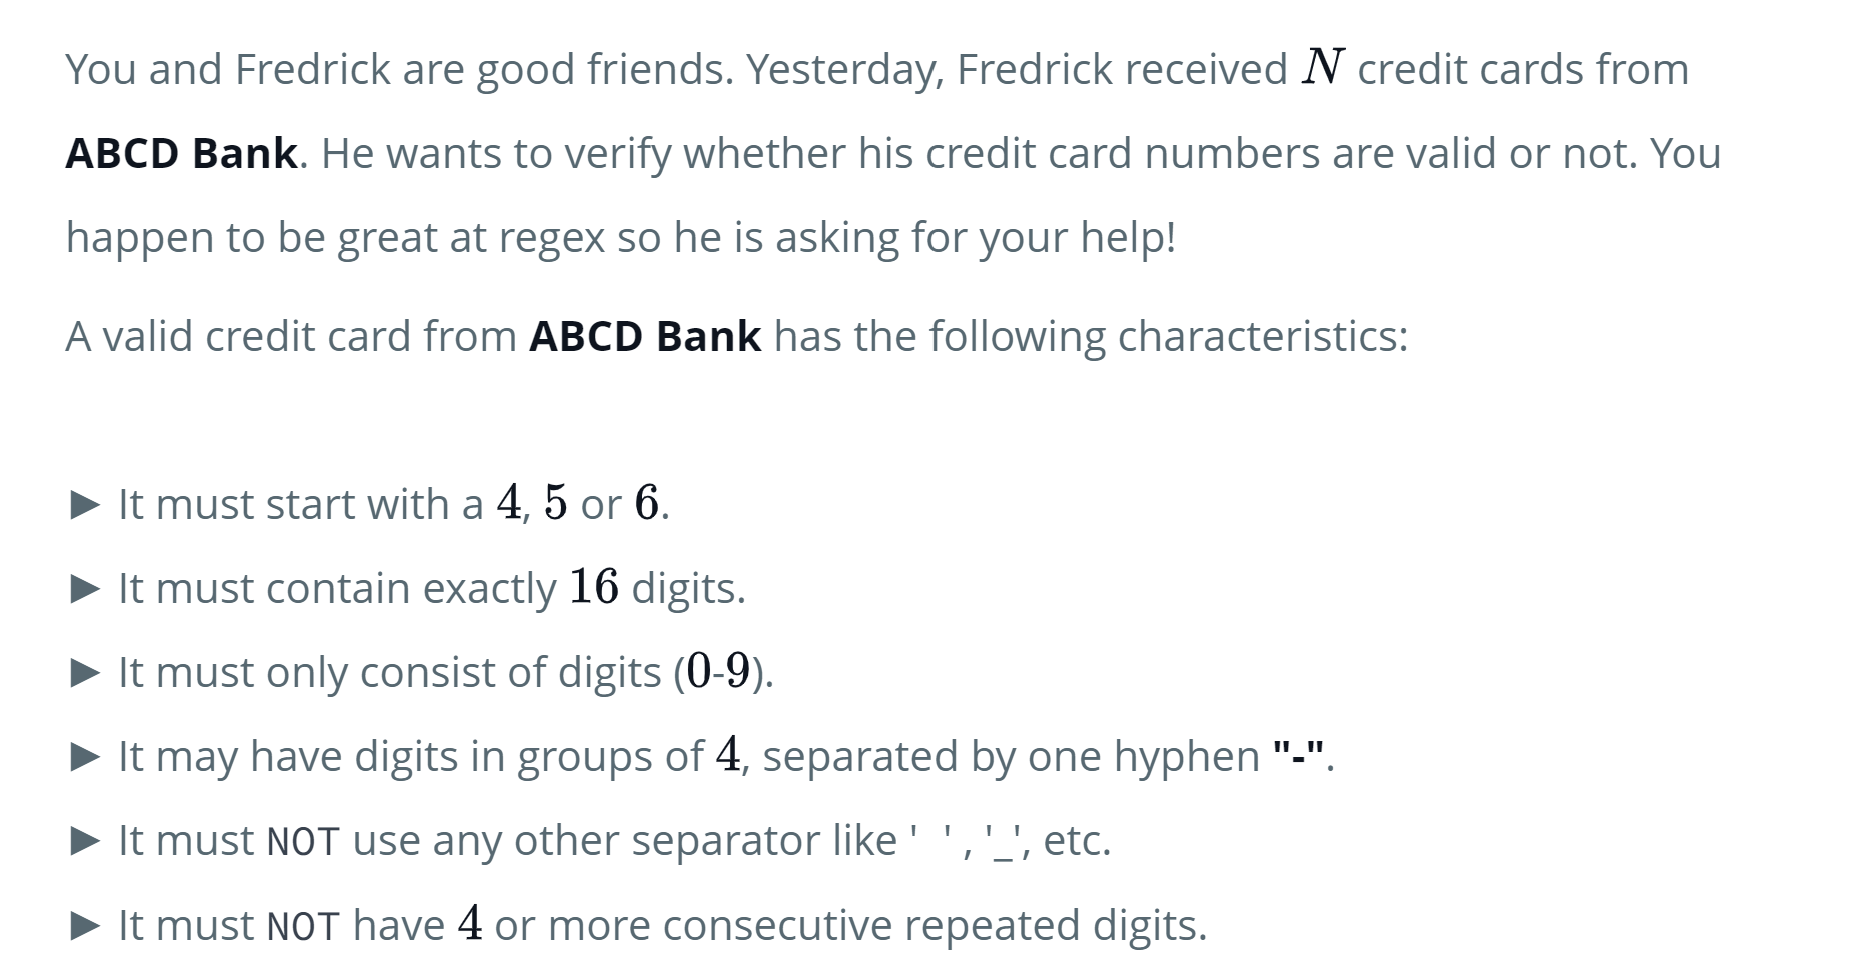 You and Fredrick are good friends. Yesterday, Fredrick received N credit cards from
ABCD Bank. He wants to verify whether his credit card numbers are valid or not. You
happen to be great at regex so he is asking for your help!
A valid credit card from ABCD Bank has the following characteristics:
► It must start with a 4, 5 or 6.
► It must contain exactly 16 digits.
► It must only consist of digits (0-9).
► It may have digits in groups of 4, separated by one hyphen "-".
► It must NOT use any other separator like ' ' , '_', etc.
► It must NOT have 4 or more consecutive repeated digits.